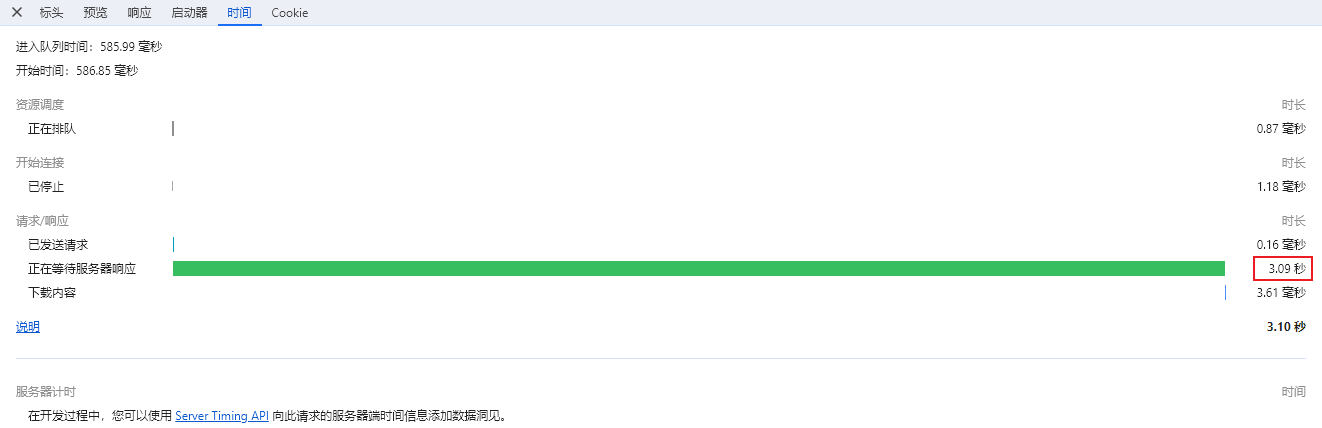 标头 预览 响应 启动器 时间 Cookie
进入队列时间：585.99 毫秒
开始时间：586.85 毫秒
资源调度 时长
正在排队 0.87 毫秒
开始连接 时长
已停止 1.18 毫秒
请求/响应 时长
已发送请求 0.16 毫秒
正在等待服务器响应 3.09 秒
下载内容 3.61 毫秒
说明 3.10 秒
服务器计时 时间
在开发过程中，您可以使用 Server Timing API 向此请求的服务器端时间信息添加数据洞见。